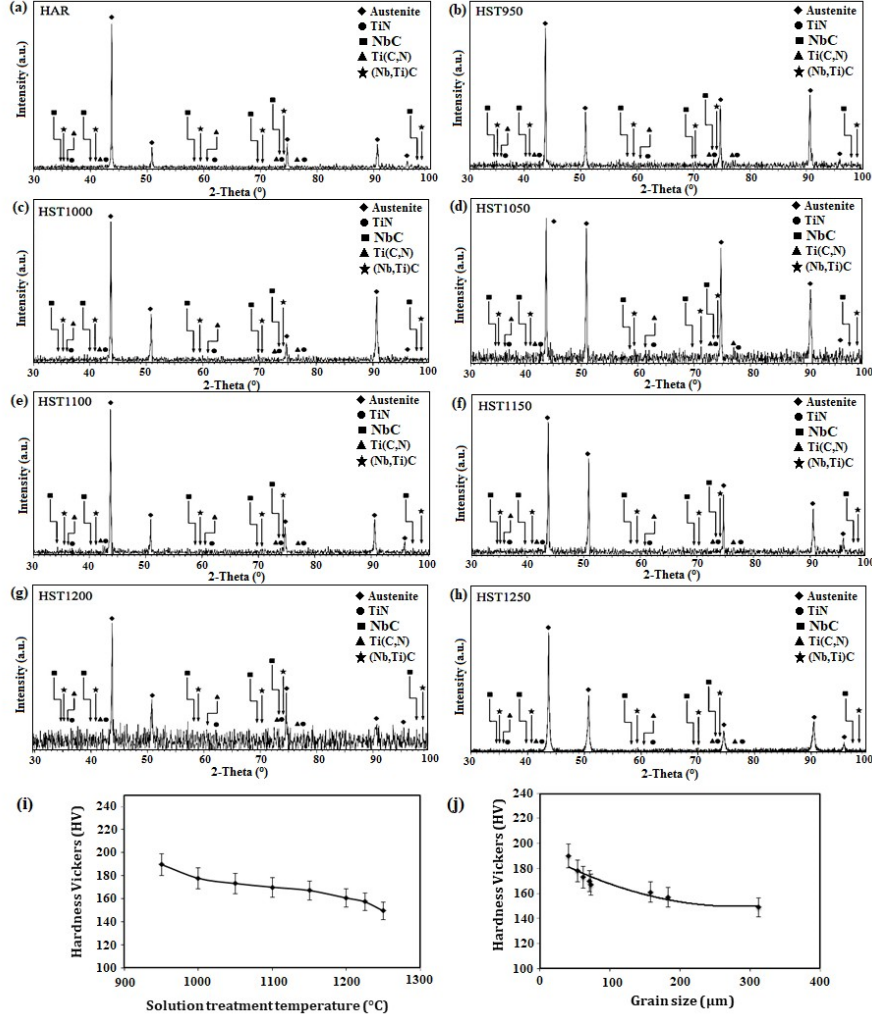 (a)
HAR
Austenite
TiN
NbC
Ti(C,N)
(Nb,Ti)C
Intensity (a.u.)
30 40 50 60 70 80 90 100
2-Theta (°)
(b)
HST950
Austenite
TiN
NbC
Ti(C,N)
(Nb,Ti)C
Intensity (a.u.)
30 40 50 60 70 80 90 100
2-Theta (°)
(c)
HST1000
Austenite
TiN
NbC
Ti(C,N)
(Nb,Ti)C
Intensity (a.u.)
30 40 50 60 70 80 90 100
2-Theta (°)
(d)
HST1050
Austenite
TiN
NbC
Ti(C,N)
(Nb,Ti)C
Intensity (a.u.)
30 40 50 60 70 80 90 100
2-Theta (°)
(e)
HST1100
Austenite
TiN
NbC
Ti(C,N)
(Nb,Ti)C
Intensity (a.u.)
30 40 50 60 70 80 90 100
2-Theta (°)
(f)
HST1150
Austenite
TiN
NbC
Ti(C,N)
(Nb,Ti)C
Intensity (a.u.)
30 40 50 60 70 80 90 100
2-Theta (°)
(g)
HST1200
Austenite
TiN
NbC
Ti(C,N)
(Nb,Ti)C
Intensity (a.u.)
30 40 50 60 70 80 90 100
2-Theta (°)
(h)
HST1250
Austenite
TiN
NbC
Ti(C,N)
(Nb,Ti)C
Intensity (a.u.)
30 40 50 60 70 80 90 100
2-Theta (°)
(i)
Hardness Vickers (HV)
240
220
200
180
160
140
120
100
900 1000 1100 1200 1300
Solution treatment temperature (°C)
(j)
Hardness Vickers (HV)
240
220
200
180
160
140
120
100
0 100 200 300 400
Grain size (µm)